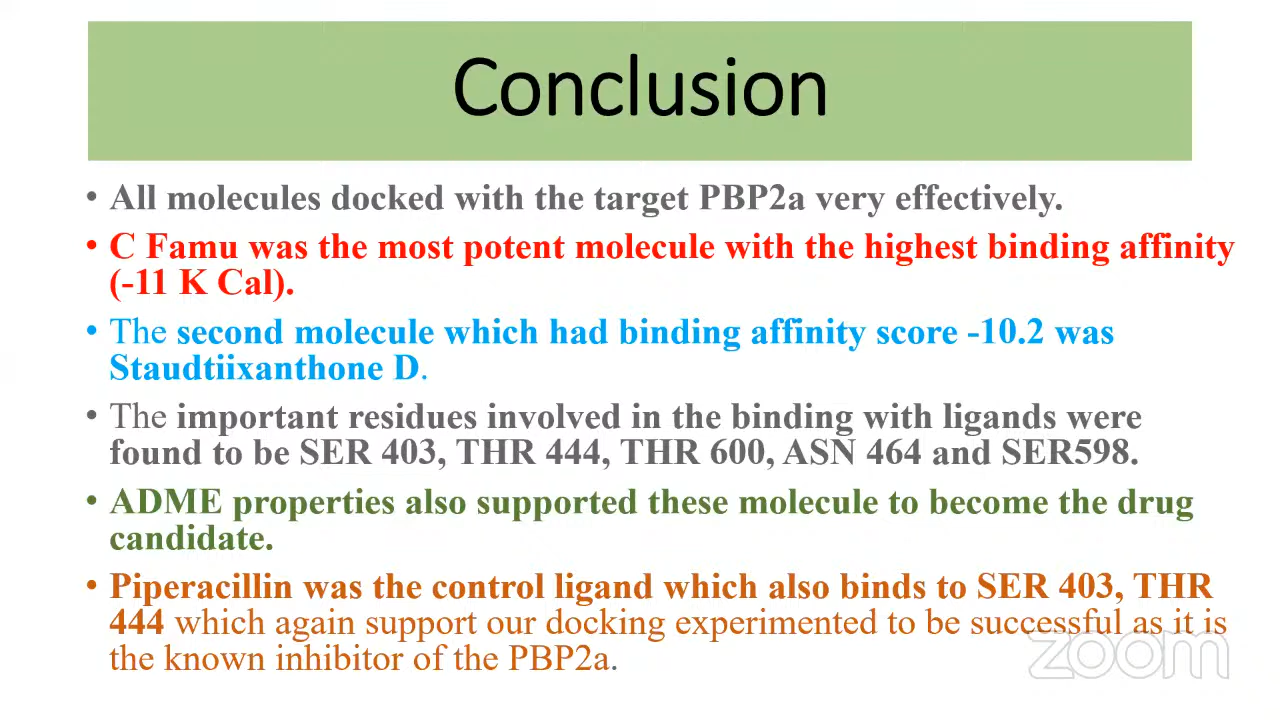 Conclusion
• All molecules docked with the target PBP2a very effectively.
• C Famu was the most potent molecule with the highest binding affinity
(-11 K Cal).
• The second molecule which had binding affinity score -10.2 was
Staudtiixanthone D.
• The important residues involved in the binding with ligands were
found to be SER 403, THR 444, THR 600, ASN 464 and SER598.
• ADME properties also supported these molecule to become the drug
candidate.
• Piperacillin was the control ligand which also binds to SER 403, THR
444 which again support our docking experimented to be successful as it is
the known inhibitor of the PBP2a.
zoom